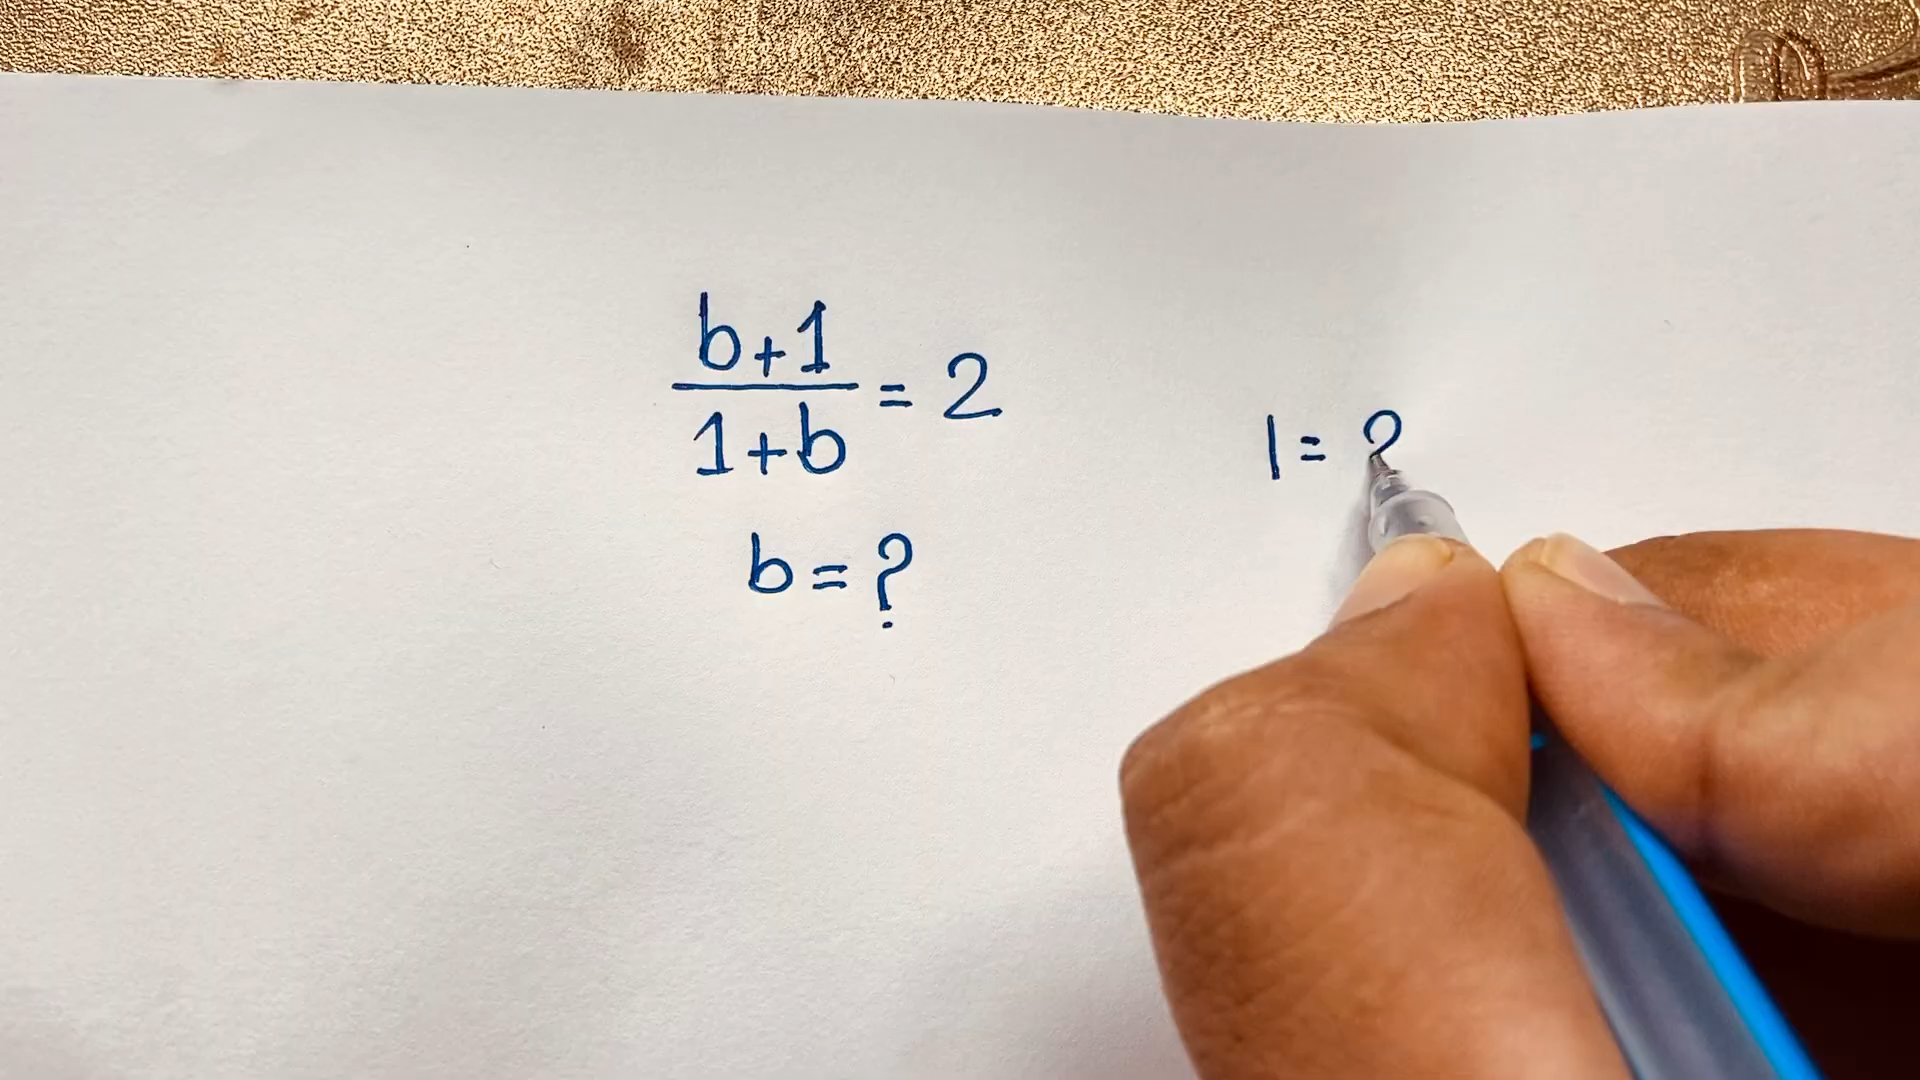 b+1
/
1+b = 2
b = ?
1 =